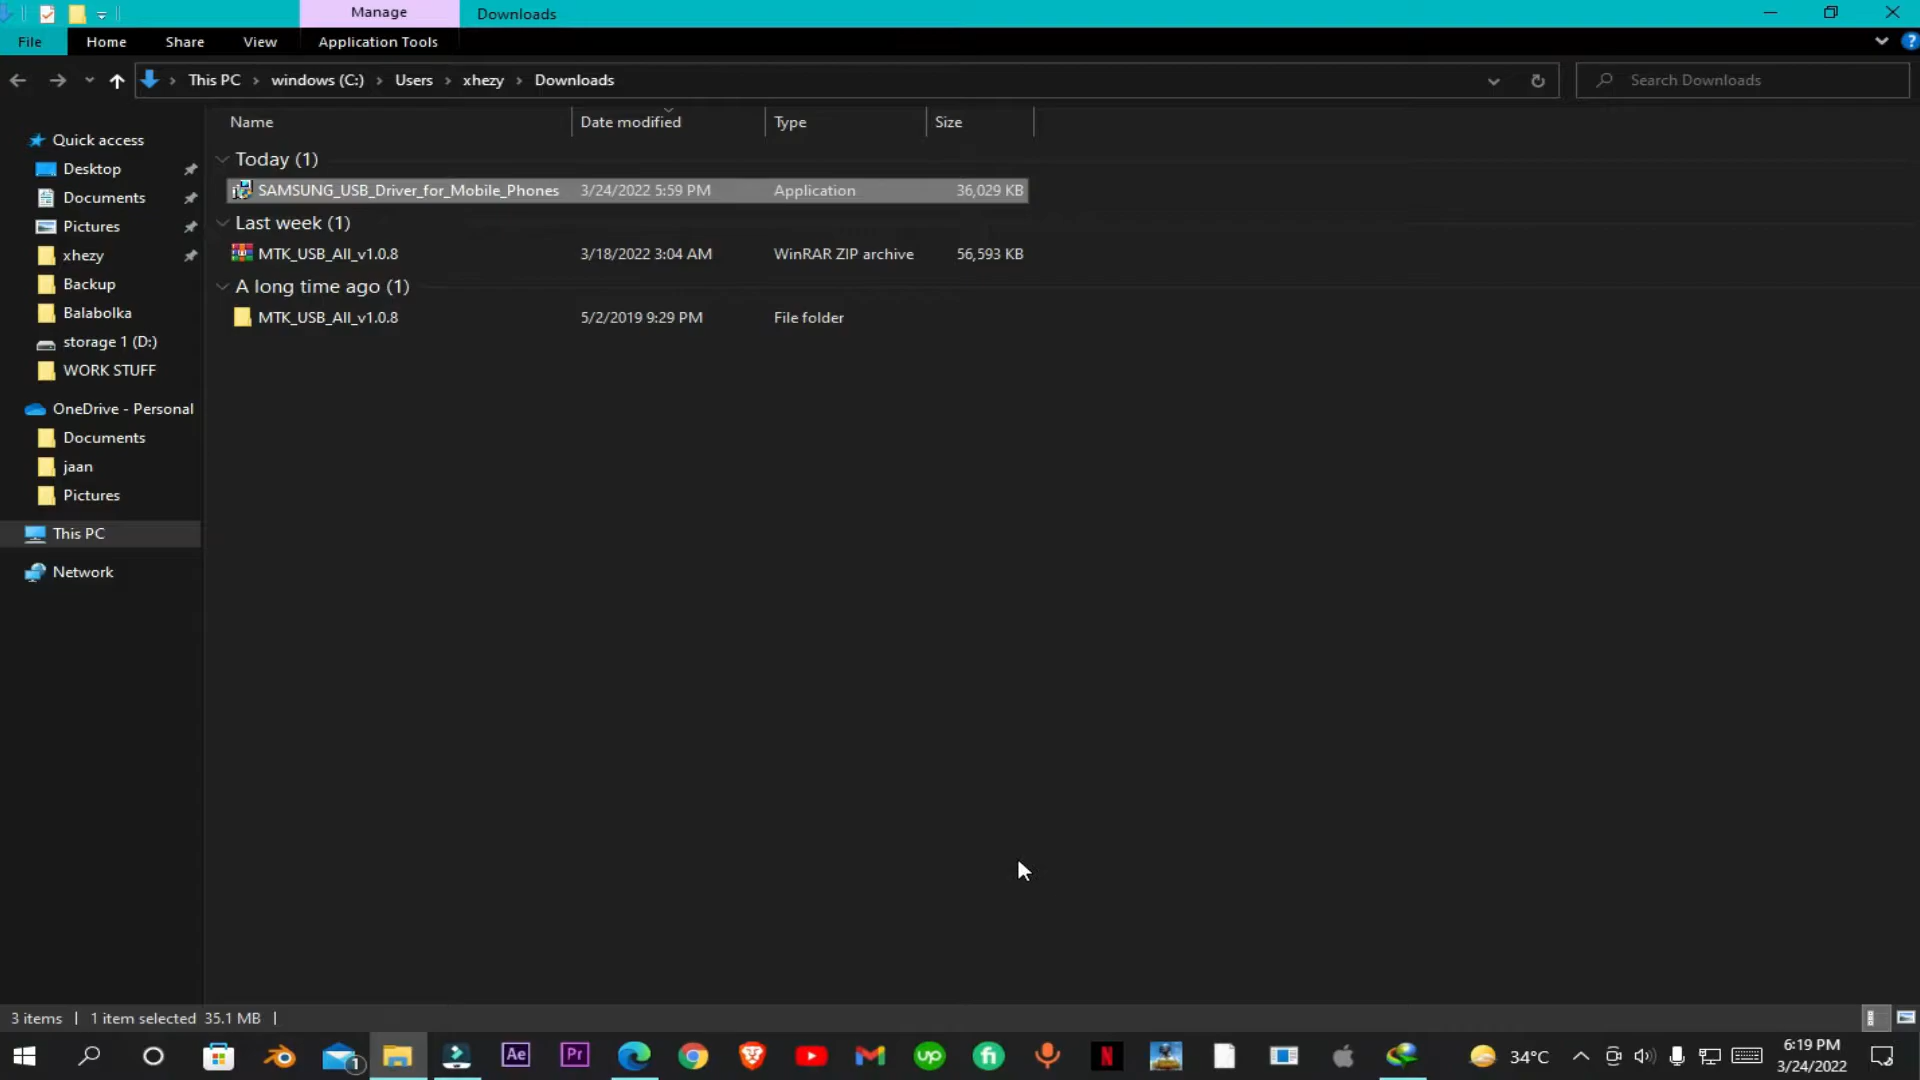 Manage
Downloads
File
Home
Share
View
Application Tools
?
This PC
windows (C:)
Users
xhezy
Downloads
Search Downloads
Name
Date modified
Type
Size
Quick access
Desktop
Documents
Pictures
xhezy
Backup
Balabolka
storage 1 (D:)
WORK STUFF
OneDrive - Personal
Documents
jaan
Pictures
This PC
Network
Today (1)
SAMSUNG_USB_Driver_for_Mobile_Phones 3/24/2022 5:59 PM Application 36,029 KB
Last week (1)
MTK_USB_All_v1.0.8 3/18/2022 3:04 AM WinRAR ZIP archive 56,593 KB
A long time ago (1)
MTK_USB_All_v1.0.8 5/2/2019 9:29 PM File folder
3 items | 1 item selected 35.1 MB |
1
Ae
Pr
up
fi
N
34°C
6:19 PM
3/24/2022